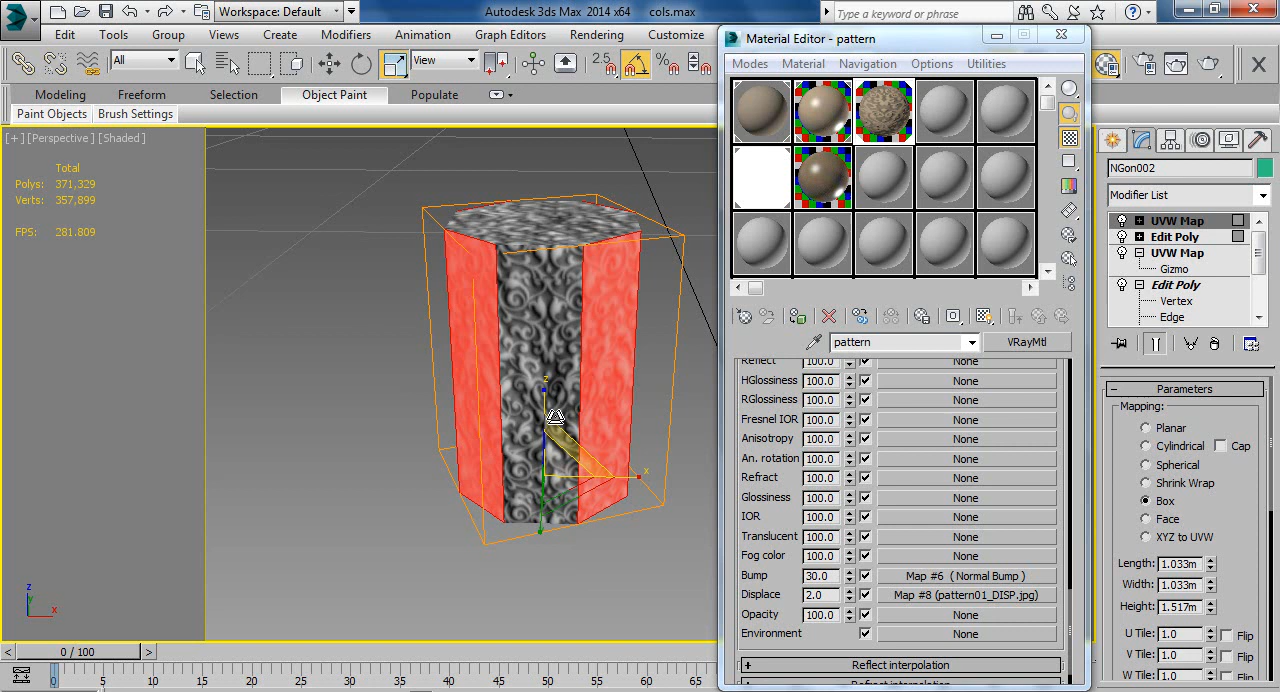 Workspace: Default
Autodesk 3ds Max 2014 x64 cols.max
Type a keyword or phrase
Edit Tools Group Views Modifiers Animation Graph Editors Rendering Customize
All
View
2.5
Modeling Freeform Selection Object Paint Populate
Paint Objects Brush Settings
[+] [Perspective] [Shaded]
Total
Polys: 371,329
Verts: 357,899
FPS: 281.809
z
x
z
y
x
Material Editor - pattern
Modes Material Navigation Options Utilities
pattern
VRayMtl
Reflect 100.0 None
HGlossiness 100.0 None
RGlossiness 100.0 None
Fresnel IOR 100.0 None
Anisotropy 100.0 None
An. rotation 100.0 None
Refract 100.0 None
Glossiness 100.0 None
IOR 100.0 None
Translucent 100.0 None
Fog color 100.0 None
Bump 30.0 Map #6 ( Normal Bump )
Displace 2.0 Map #8 (pattern01_DISP.jpg)
Opacity 100.0 None
Environment None
Reflect interpolation
NGon002
Modifier List
UVW Map
Edit Poly
UVW Map
Gizmo
Edit Poly
Vertex
Edge
Parameters
Mapping:
Planar
Cylindrical Cap
Spherical
Shrink Wrap
Box
Face
XYZ to UVW
Length: 1.033m
Width: 1.033m
Height: 1.517m
U Tile: 1.0 Flip
V Tile: 1.0 Flip
W Tile: 1.0 Flip
0 / 100
0 5 10 15 20 25 30 35 40 45 50 55 60 65